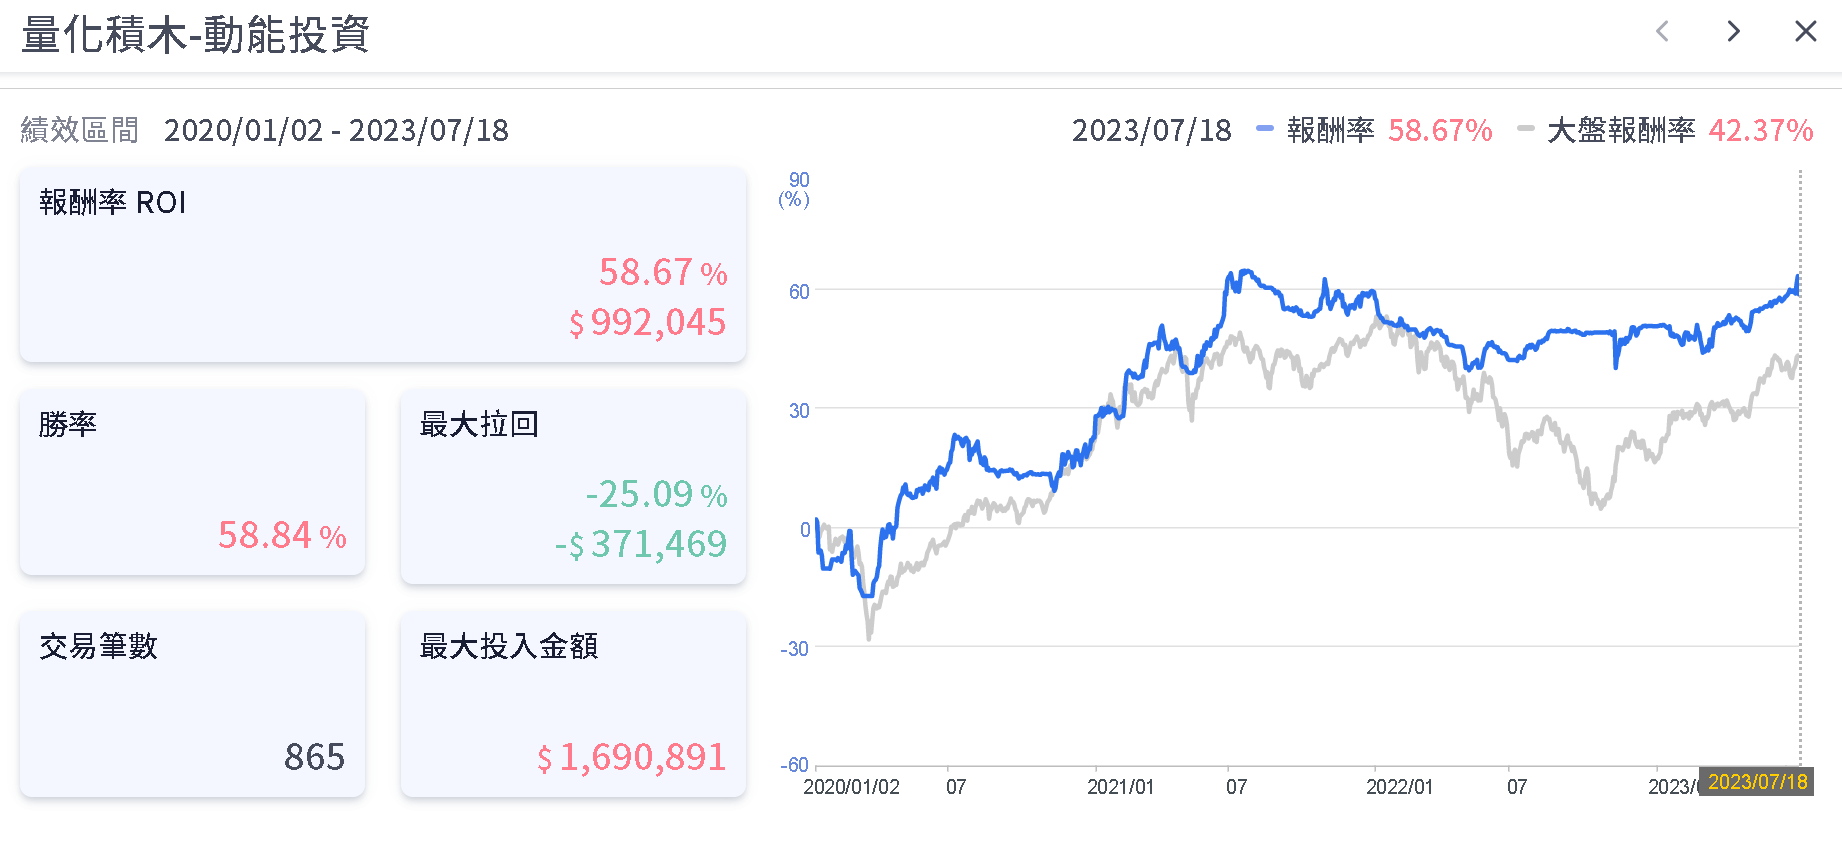 量化積木-動能投資
績效區間 2020/01/02 - 2023/07/18
2023/07/18 報酬率 58.67% 大盤報酬率 42.37%
報酬率 ROI
58.67 %
$ 992,045
勝率
58.84 %
最大拉回
-25.09 %
-$ 371,469
交易筆數
865
最大投入金額
$ 1,690,891
90
(%)
60
30
0
-30
-60
2020/01/02 07 2021/01 07 2022/01 07 2023/ 2023/07/18